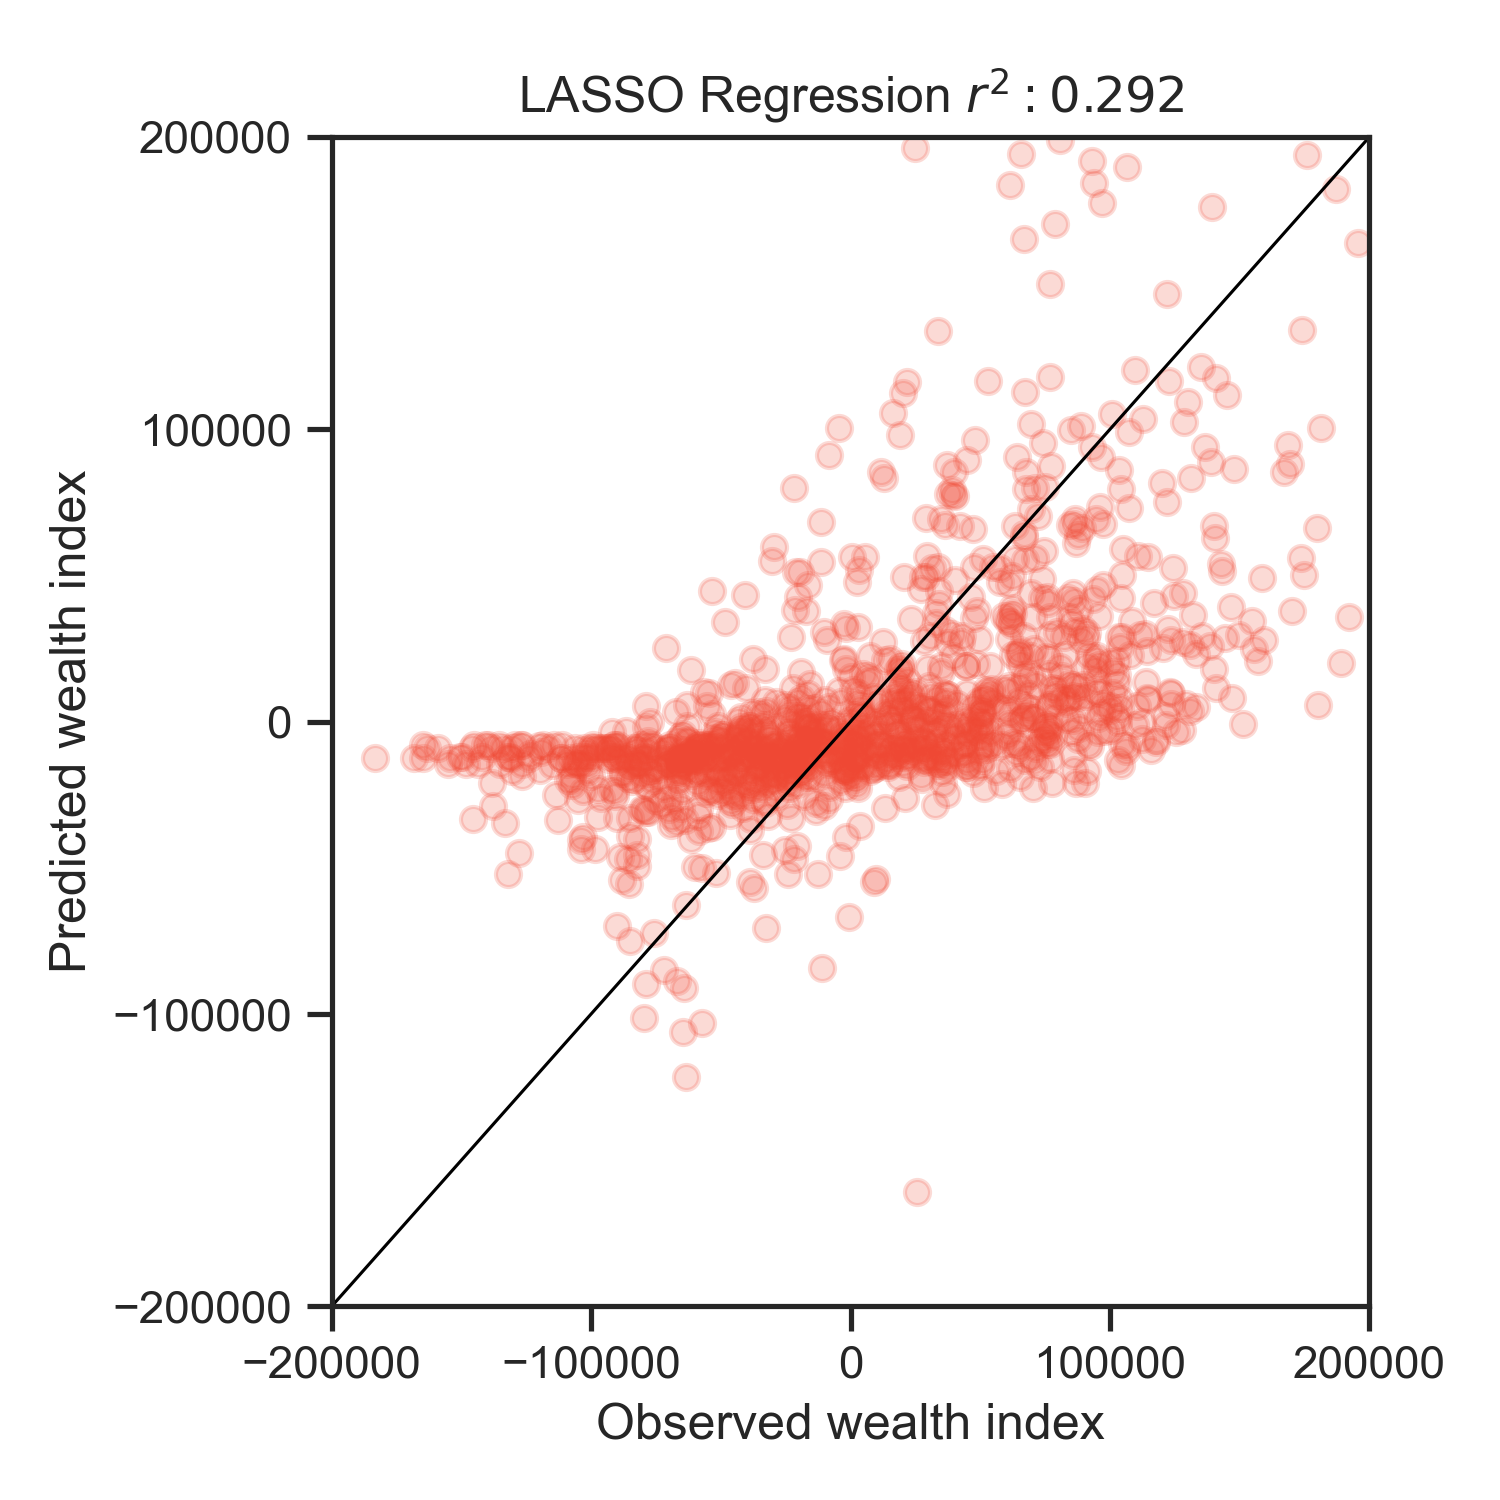 LASSO Regression r² : 0.292
200000
100000
0
−100000
−200000
Predicted wealth index
−200000 −100000 0 100000 200000
Observed wealth index